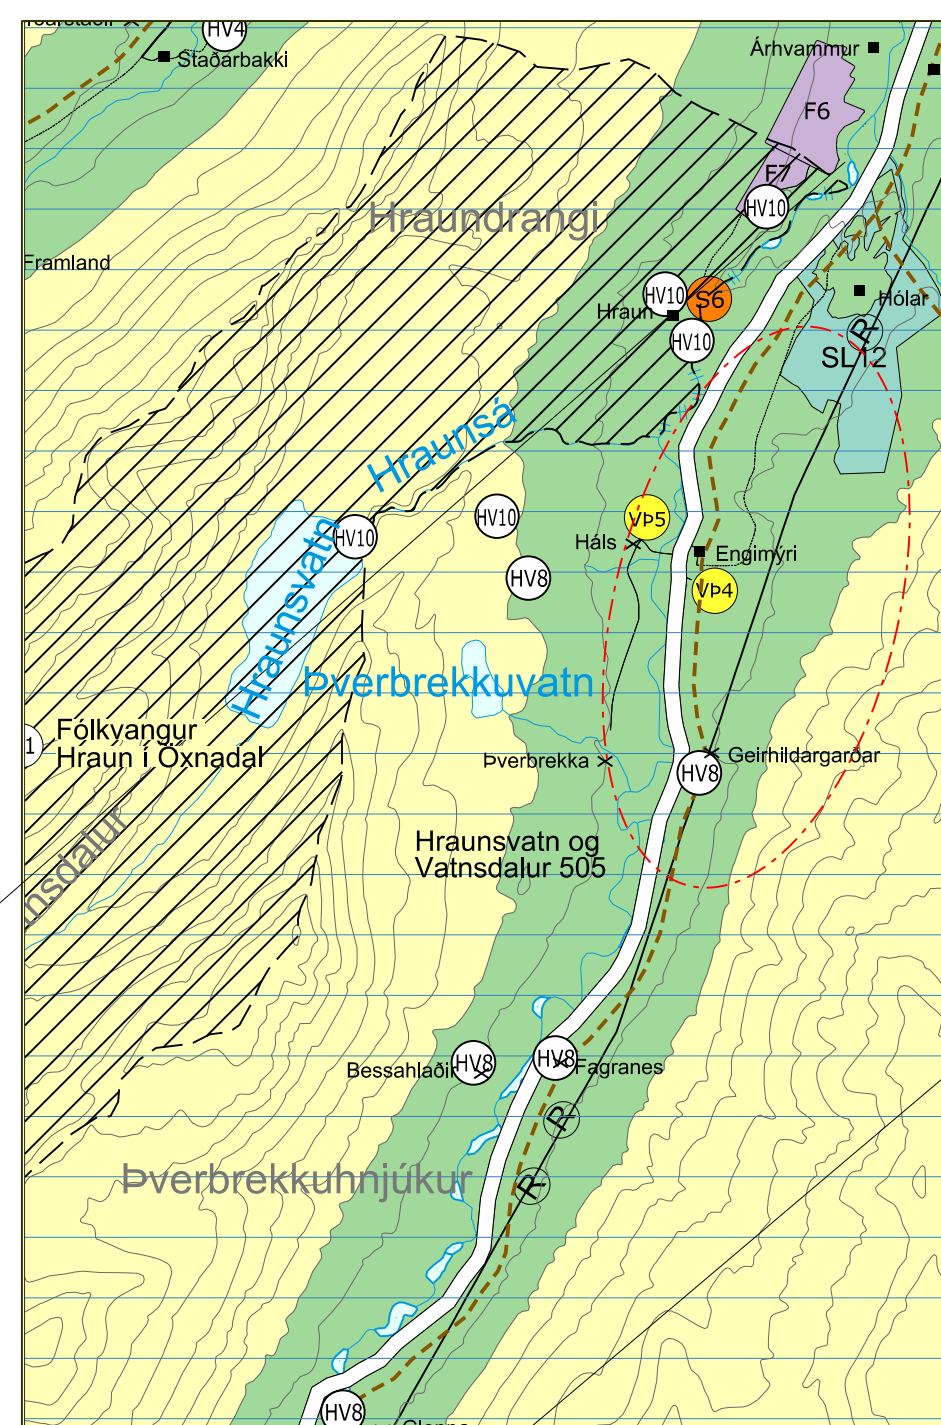 HV4
Staðarbakki
Árhvammur
F6
F7
HV10
Hraundrangi
Framland
HV10
S6
Hraun
HV10
Hólar
R
SL12
Hraunsá
HV10
VÞ5
Háls
HV10
Engimýri
HV8
VÞ4
Hraunsvatn
Þverbrekkuvatn
Fólkvangur
Hraun í Öxnadal
1
Þverbrekka
Geirhildargarðar
HV8
Hraunsvatn og
Vatnsdalur 505
HV8
HV8
Bessahlaðir
Fagranes
R
Þverbrekkuhnjúkur
R
HV8